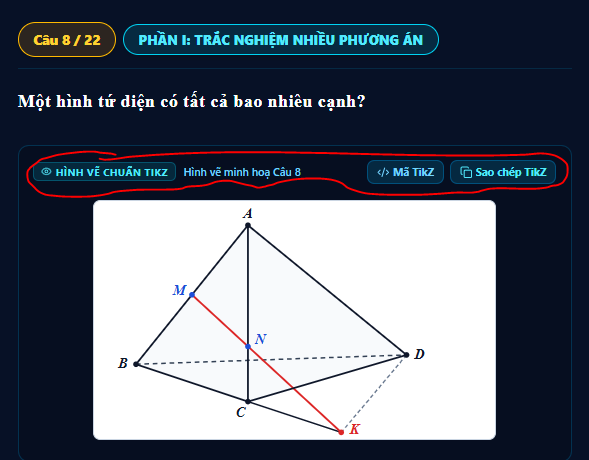 Câu 8 / 22
PHẦN I: TRẮC NGHIỆM NHIỀU PHƯƠNG ÁN
Một hình tứ diện có tất cả bao nhiêu cạnh?
HÌNH VẼ CHUẨN TIKZ
Hình vẽ minh hoạ Câu 8
</> Mã TikZ
Sao chép TikZ
A
M
N
B
D
C
K